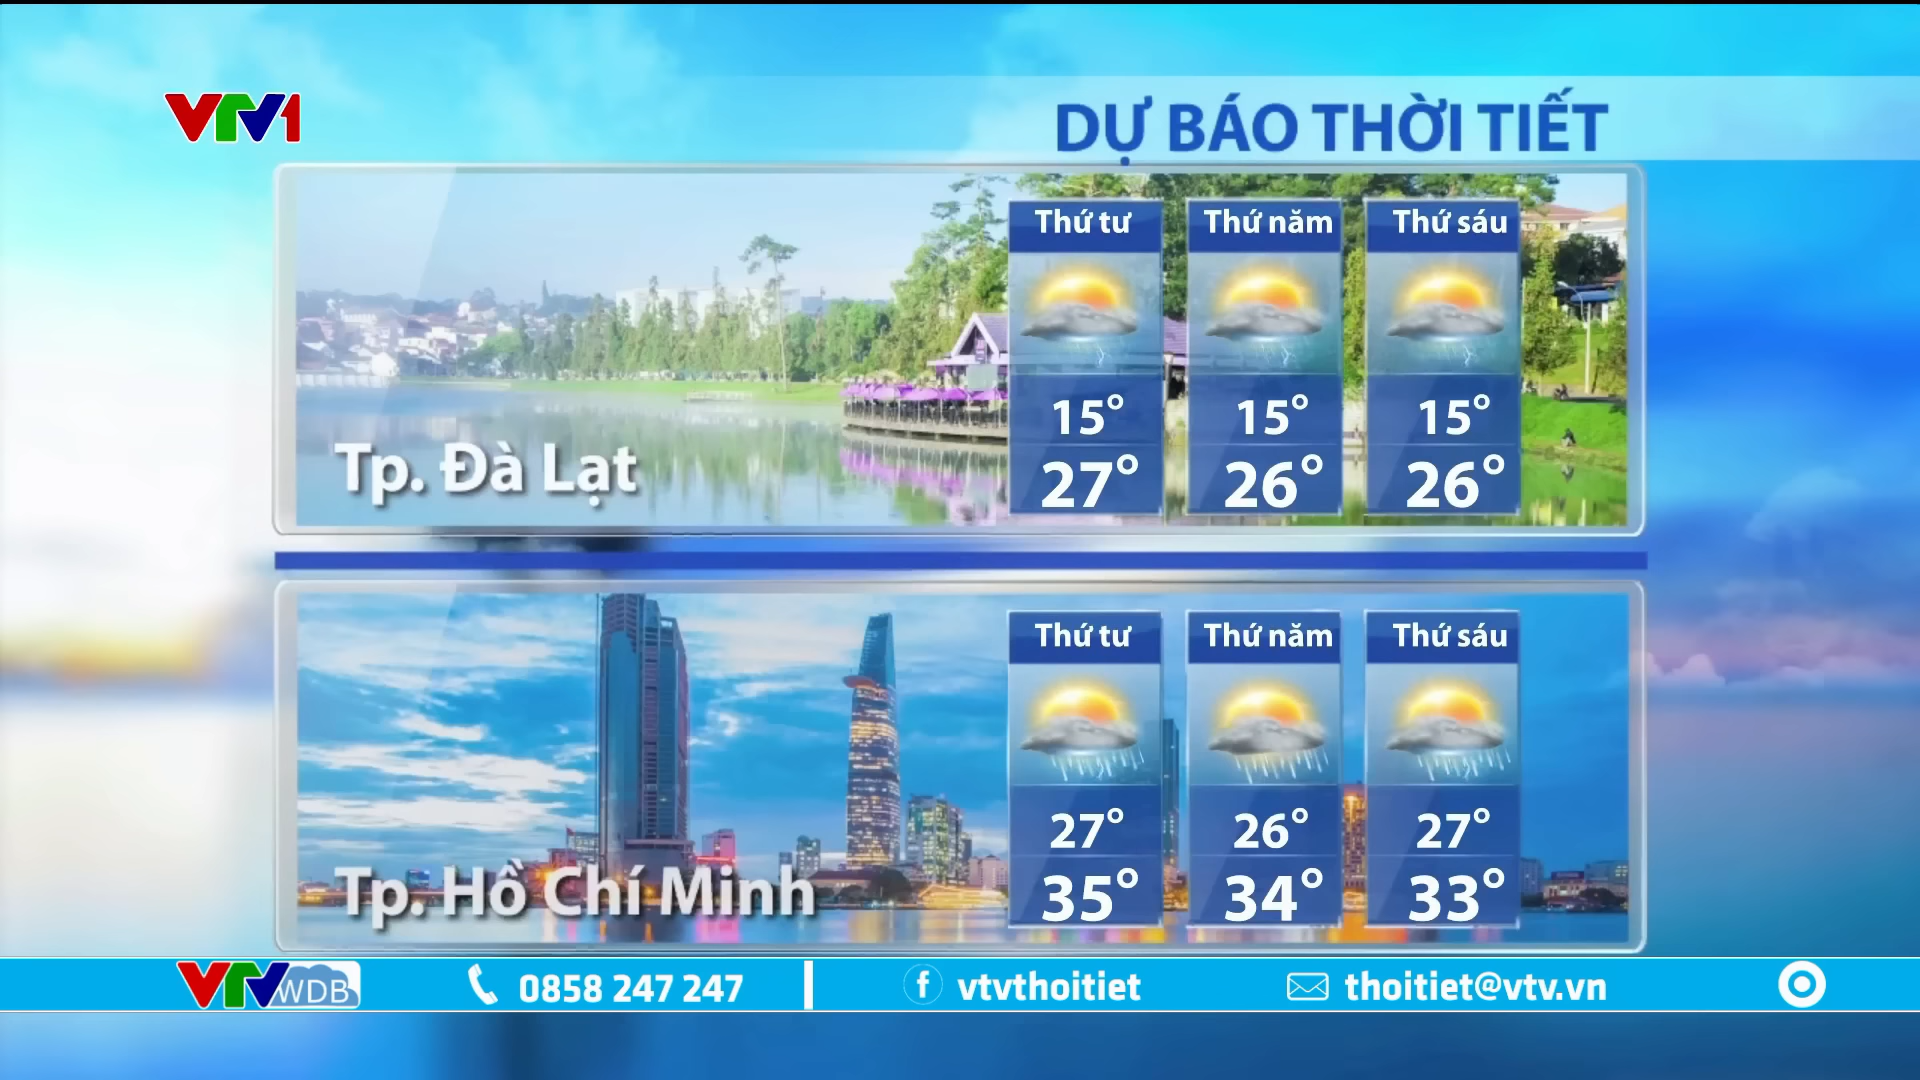 VTV1
DỰ BÁO THỜI TIẾT
Thứ tư Thứ năm Thứ sáu
15° 15° 15°
27° 26° 26°
Tp. Đà Lạt
Thứ tư Thứ năm Thứ sáu
27° 26° 27°
35° 34° 33°
Tp. Hồ Chí Minh
VTV WDB 0858 247 247 f vtvthoitiet thoitiet@vtv.vn